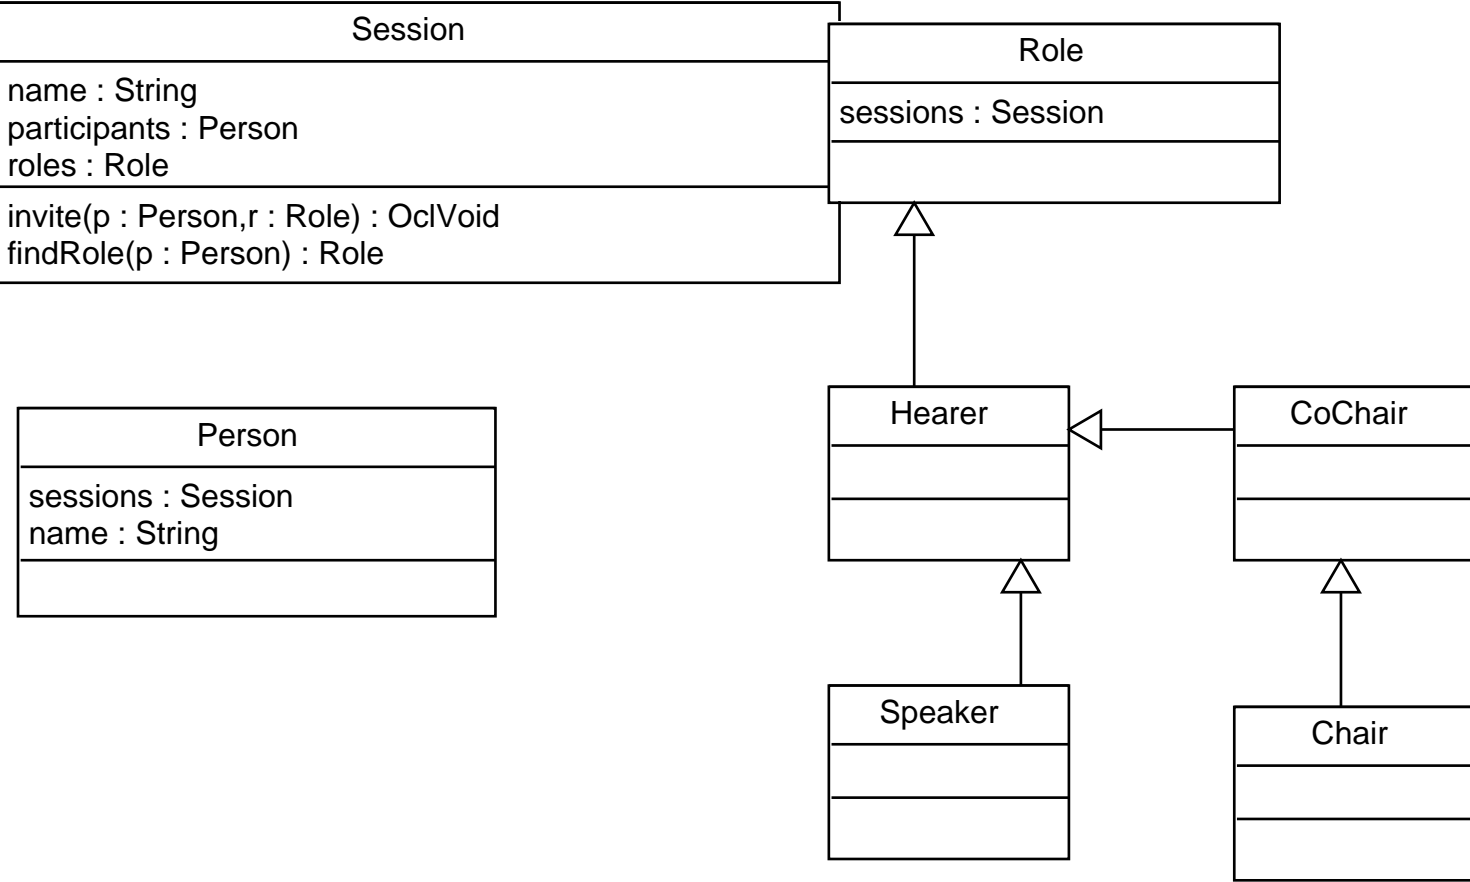 Session
name : String
participants : Person
roles : Role
invite(p : Person,r : Role) : OclVoid
findRole(p : Person) : Role
Role
sessions : Session
Person
sessions : Session
name : String
Hearer
CoChair
Speaker
Chair